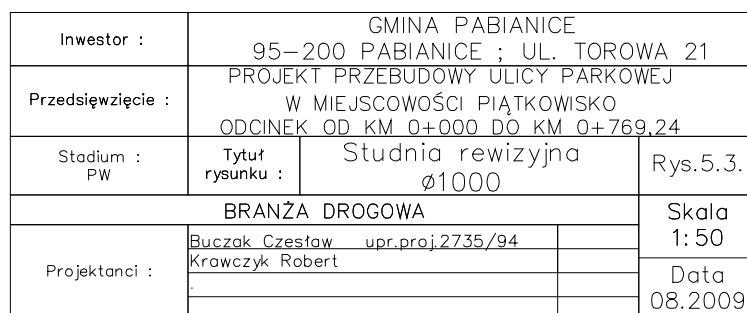 Inwestor :
GMINA PABIANICE
95-200 PABIANICE ; UL. TOROWA 21
Przedsięwzięcie :
PROJEKT PRZEBUDOWY ULICY PARKOWEJ
W MIEJSCOWOŚCI PIĄTKOWISKO
ODCINEK OD KM 0+000 DO KM 0+769,24
Stadium :
PW
Tytuł
rysunku :
Studnia rewizyjna
ø1000
Rys.5.3.
BRANŻA DROGOWA
Skala
1:50
Projektanci :
Buczak Czesław upr.proj.2735/94
Krawczyk Robert
.
Data
08.2009